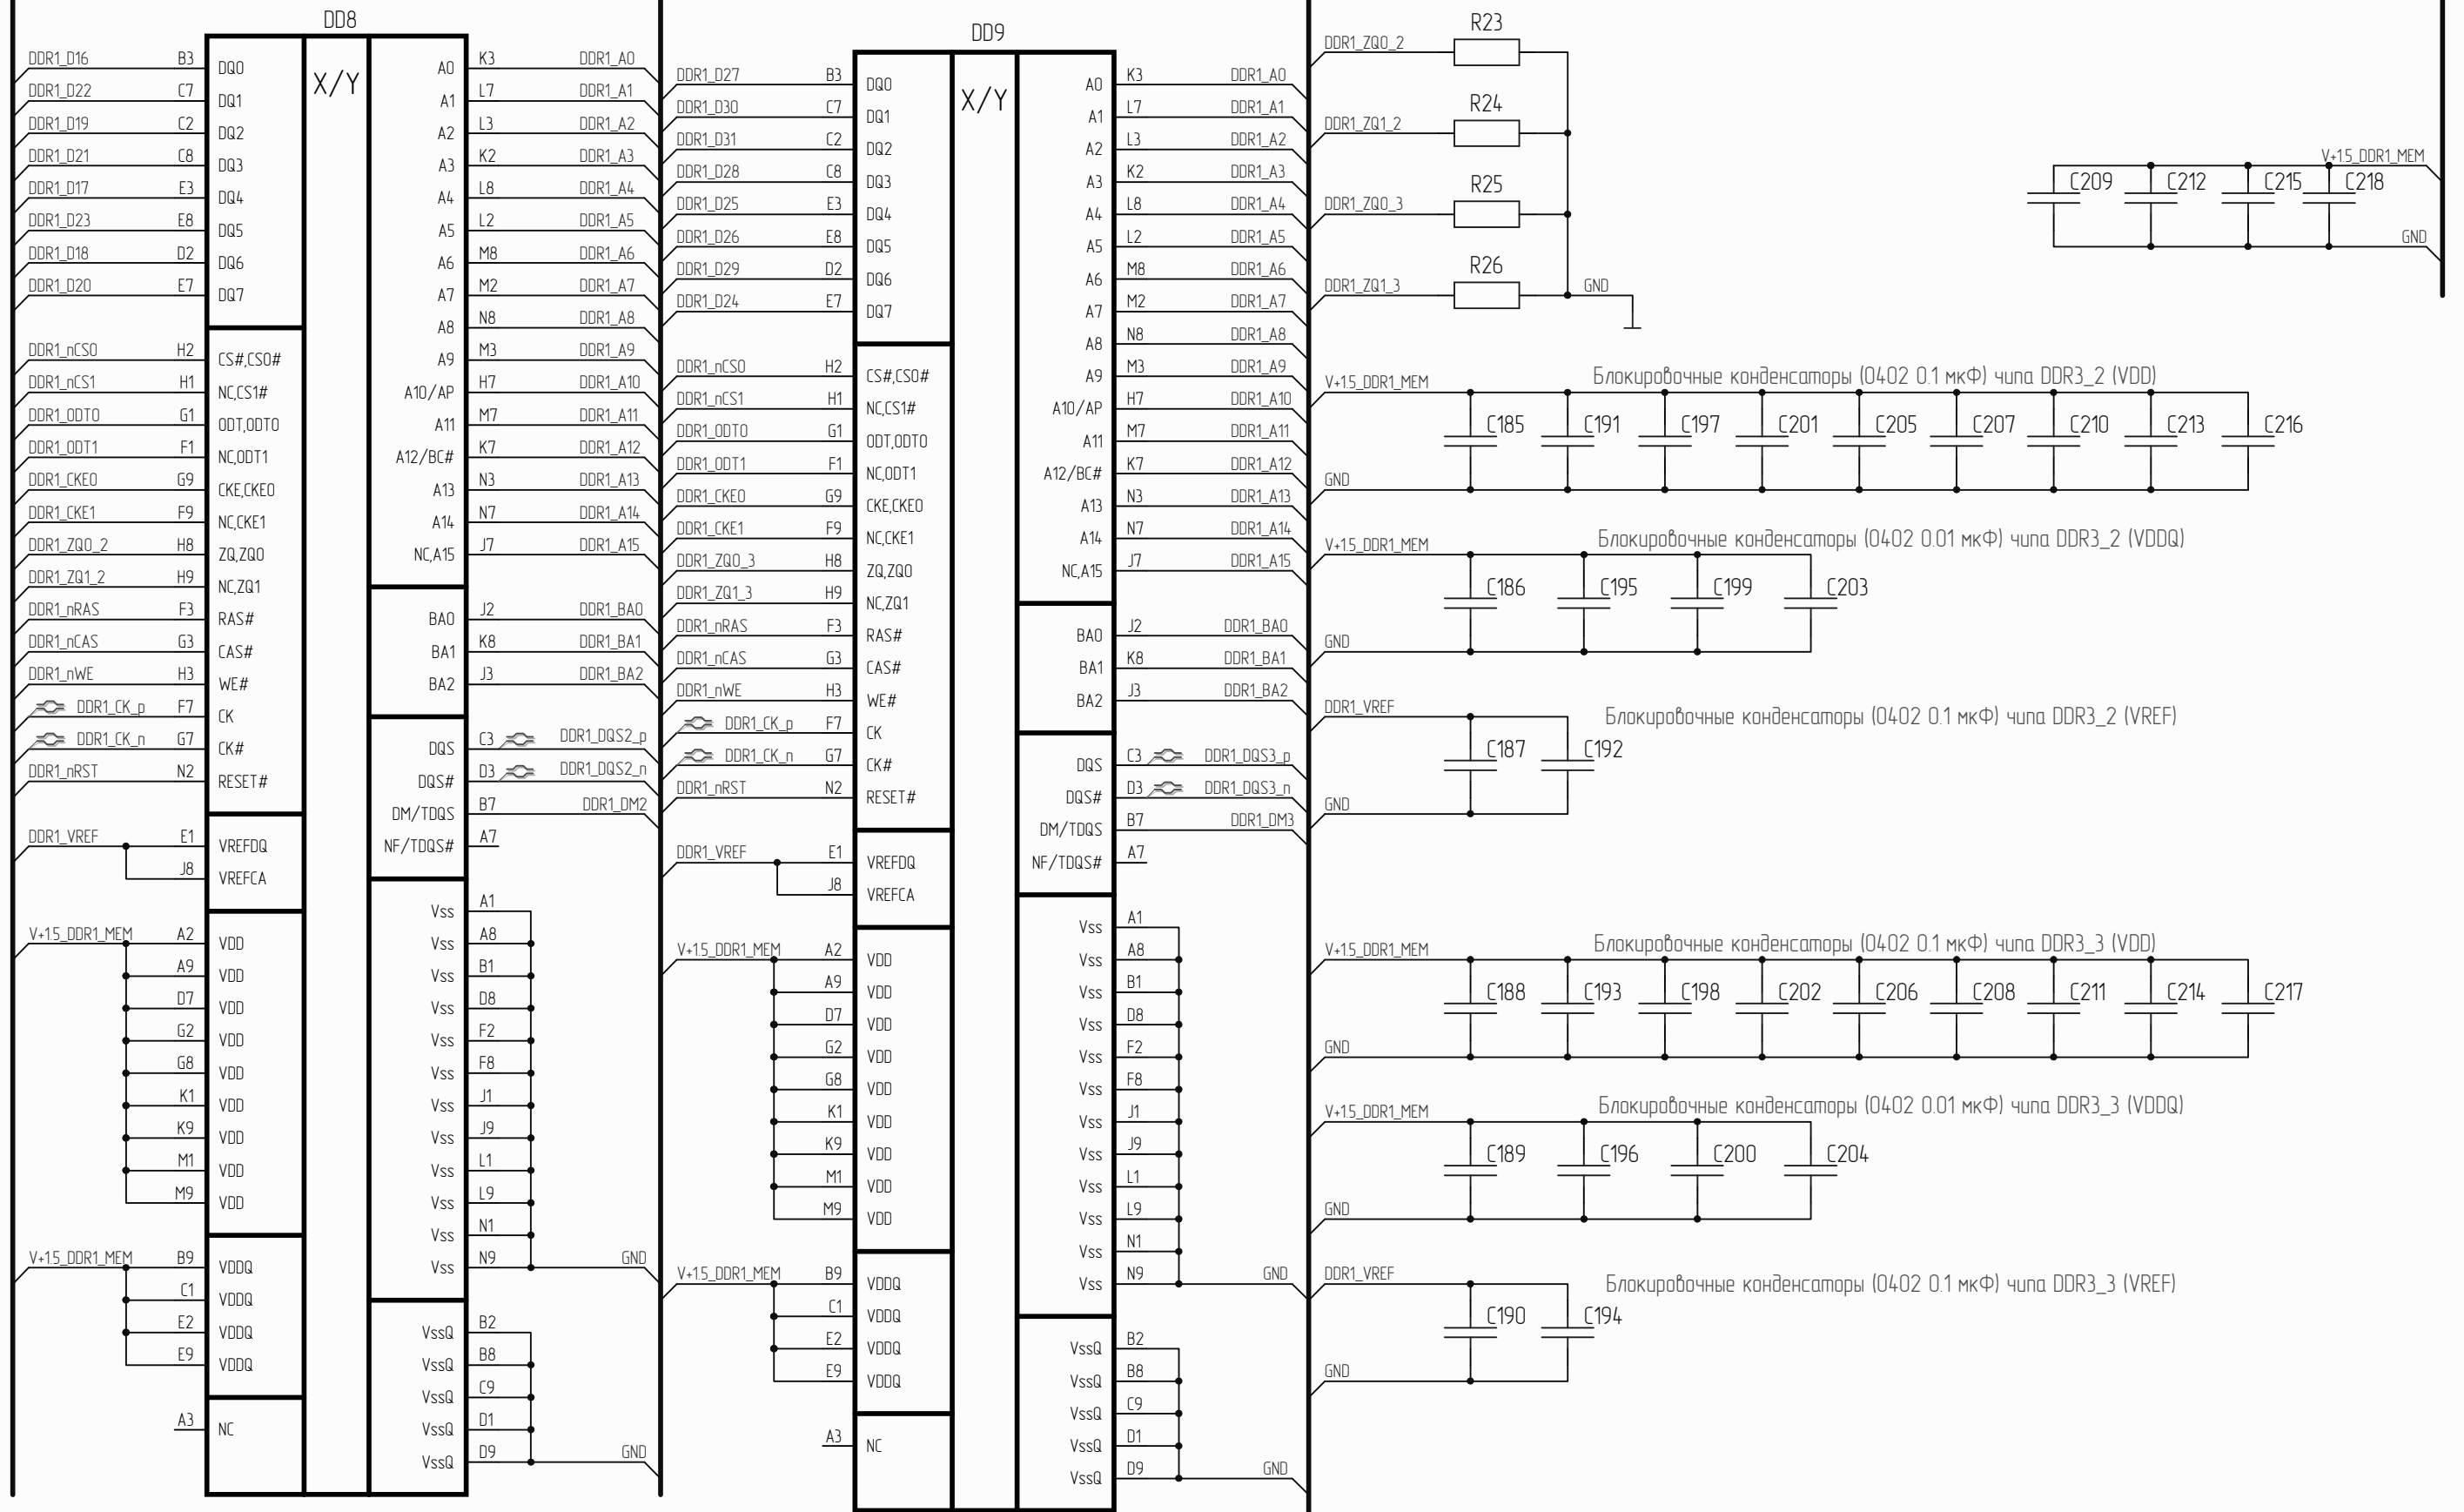 DD8
X/Y
DDR1_D16 B3 DQ0
DDR1_D22 C7 DQ1
DDR1_D19 C2 DQ2
DDR1_D21 C8 DQ3
DDR1_D17 E3 DQ4
DDR1_D23 E8 DQ5
DDR1_D18 D2 DQ6
DDR1_D20 E7 DQ7
DDR1_nCS0 H2 CS#,CS0#
DDR1_nCS1 H1 NC,CS1#
DDR1_ODT0 G1 ODT,ODT0
DDR1_ODT1 F1 NC,ODT1
DDR1_CKE0 G9 CKE,CKE0
DDR1_CKE1 F9 NC,CKE1
DDR1_ZQ0_2 H8 ZQ,ZQ0
DDR1_ZQ1_2 H9 NC,ZQ1
DDR1_nRAS F3 RAS#
DDR1_nCAS G3 CAS#
DDR1_nWE H3 WE#
DDR1_CK_p F7 CK
DDR1_CK_n G7 CK#
DDR1_nRST N2 RESET#
DDR1_VREF E1 VREFDQ
J8 VREFCA
V+1.5_DDR1_MEM A2 VDD
A9 VDD
D7 VDD
G2 VDD
G8 VDD
K1 VDD
K9 VDD
M1 VDD
M9 VDD
V+1.5_DDR1_MEM B9 VDDQ
C1 VDDQ
E2 VDDQ
E9 VDDQ
A3 NC
A0 K3 DDR1_A0
A1 L7 DDR1_A1
A2 L3 DDR1_A2
A3 K2 DDR1_A3
A4 L8 DDR1_A4
A5 L2 DDR1_A5
A6 M8 DDR1_A6
A7 M2 DDR1_A7
A8 N8 DDR1_A8
A9 M3 DDR1_A9
A10/AP H7 DDR1_A10
A11 M7 DDR1_A11
A12/BC# K7 DDR1_A12
A13 N3 DDR1_A13
A14 N7 DDR1_A14
NC,A15 J7 DDR1_A15
BA0 J2 DDR1_BA0
BA1 K8 DDR1_BA1
BA2 J3 DDR1_BA2
DQS C3 DDR1_DQS2_p
DQS# D3 DDR1_DQS2_n
DM/TDQS B7 DDR1_DM2
NF/TDQS# A7
Vss A1
Vss A8
Vss B1
Vss D8
Vss F2
Vss F8
Vss J1
Vss J9
Vss L1
Vss L9
Vss N1
Vss N9 GND
VssQ B2
VssQ B8
VssQ C9
VssQ D1
VssQ D9 GND
DD9
X/Y
DDR1_D27 B3 DQ0
DDR1_D30 C7 DQ1
DDR1_D31 C2 DQ2
DDR1_D28 C8 DQ3
DDR1_D25 E3 DQ4
DDR1_D26 E8 DQ5
DDR1_D29 D2 DQ6
DDR1_D24 E7 DQ7
DDR1_nCS0 H2 CS#,CS0#
DDR1_nCS1 H1 NC,CS1#
DDR1_ODT0 G1 ODT,ODT0
DDR1_ODT1 F1 NC,ODT1
DDR1_CKE0 G9 CKE,CKE0
DDR1_CKE1 F9 NC,CKE1
DDR1_ZQ0_3 H8 ZQ,ZQ0
DDR1_ZQ1_3 H9 NC,ZQ1
DDR1_nRAS F3 RAS#
DDR1_nCAS G3 CAS#
DDR1_nWE H3 WE#
DDR1_CK_p F7 CK
DDR1_CK_n G7 CK#
DDR1_nRST N2 RESET#
DDR1_VREF E1 VREFDQ
J8 VREFCA
V+1.5_DDR1_MEM A2 VDD
A9 VDD
D7 VDD
G2 VDD
G8 VDD
K1 VDD
K9 VDD
M1 VDD
M9 VDD
V+1.5_DDR1_MEM B9 VDDQ
C1 VDDQ
E2 VDDQ
E9 VDDQ
A3 NC
A0 K3 DDR1_A0
A1 L7 DDR1_A1
A2 L3 DDR1_A2
A3 K2 DDR1_A3
A4 L8 DDR1_A4
A5 L2 DDR1_A5
A6 M8 DDR1_A6
A7 M2 DDR1_A7
A8 N8 DDR1_A8
A9 M3 DDR1_A9
A10/AP H7 DDR1_A10
A11 M7 DDR1_A11
A12/BC# K7 DDR1_A12
A13 N3 DDR1_A13
A14 N7 DDR1_A14
NC,A15 J7 DDR1_A15
BA0 J2 DDR1_BA0
BA1 K8 DDR1_BA1
BA2 J3 DDR1_BA2
DQS C3 DDR1_DQS3_p
DQS# D3 DDR1_DQS3_n
DM/TDQS B7 DDR1_DM3
NF/TDQS# A7
Vss A1
Vss A8
Vss B1
Vss D8
Vss F2
Vss F8
Vss J1
Vss J9
Vss L1
Vss L9
Vss N1
Vss N9 GND
VssQ B2
VssQ B8
VssQ C9
VssQ D1
VssQ D9 GND
R23
DDR1_ZQ0_2
R24
DDR1_ZQ1_2
R25
DDR1_ZQ0_3
R26
DDR1_ZQ1_3 GND
V+1.5_DDR1_MEM
C209 C212 C215 C218
GND
Блокировочные конденсаторы (0402 0.1 мкФ) чипа DDR3_2 (VDD)
V+1.5_DDR1_MEM
C185 C191 C197 C201 C205 C207 C210 C213 C216
GND
Блокировочные конденсаторы (0402 0.01 мкФ) чипа DDR3_2 (VDDQ)
V+1.5_DDR1_MEM
C186 C195 C199 C203
GND
DDR1_VREF Блокировочные конденсаторы (0402 0.1 мкФ) чипа DDR3_2 (VREF)
C187 C192
GND
Блокировочные конденсаторы (0402 0.1 мкФ) чипа DDR3_3 (VDD)
V+1.5_DDR1_MEM
C188 C193 C198 C202 C206 C208 C211 C214 C217
GND
Блокировочные конденсаторы (0402 0.01 мкФ) чипа DDR3_3 (VDDQ)
V+1.5_DDR1_MEM
C189 C196 C200 C204
GND
DDR1_VREF Блокировочные конденсаторы (0402 0.1 мкФ) чипа DDR3_3 (VREF)
C190 C194
GND